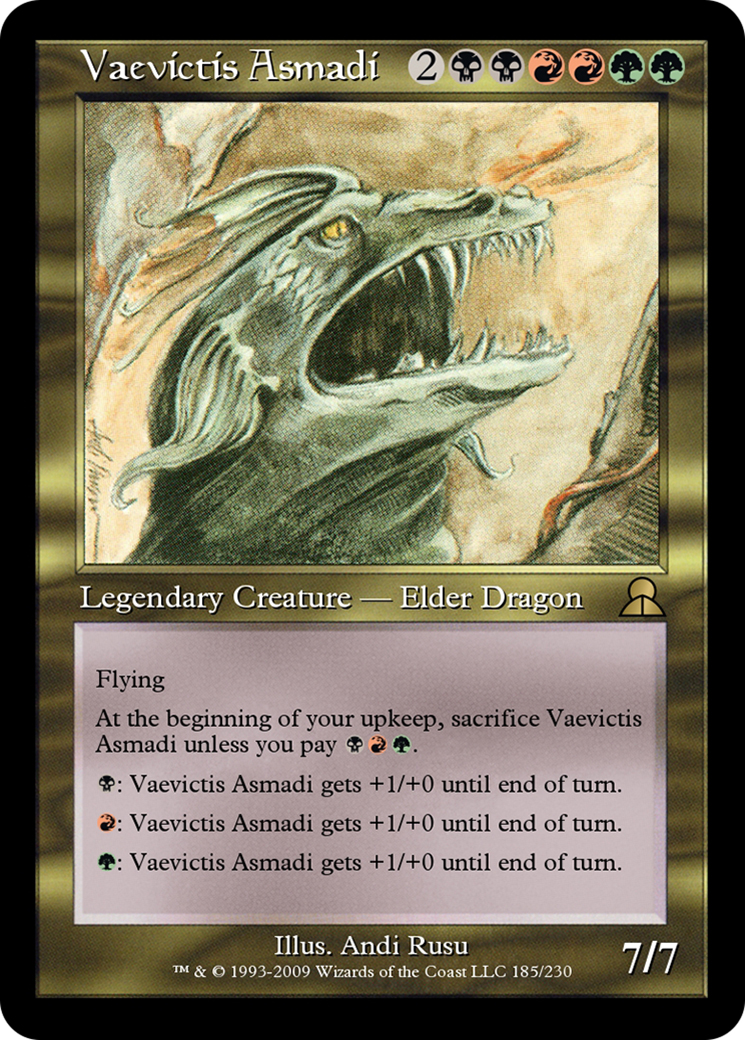 Vaevictis Asmadi 2
Legendary Creature — Elder Dragon
Flying
At the beginning of your upkeep, sacrifice Vaevictis
Asmadi unless you pay .
: Vaevictis Asmadi gets +1/+0 until end of turn.
: Vaevictis Asmadi gets +1/+0 until end of turn.
: Vaevictis Asmadi gets +1/+0 until end of turn.
Illus. Andi Rusu
7/7
™ & © 1993-2009 Wizards of the Coast LLC 185/230